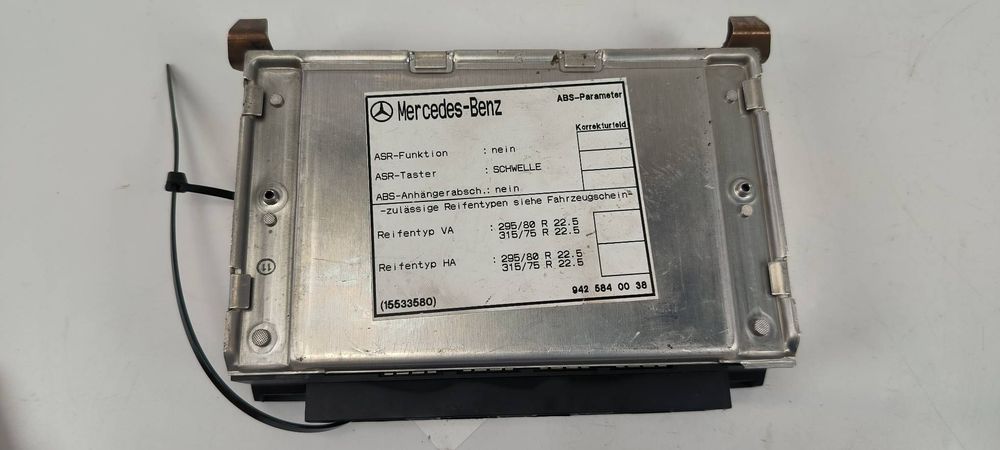 Mercedes-Benz
ABS-Parameter
Korrekturfeld
ASR-Funktion : nein
ASR-Taster : SCHWELLE
ABS-Anhängerabsch.: nein
-zulässige Reifentypen siehe Fahrzeugschein-
Reifentyp VA : 295/80 R 22.5
315/75 R 22.5
Reifentyp HA : 295/80 R 22.5
315/75 R 22.5
(15533580)
942 584 00 38
11